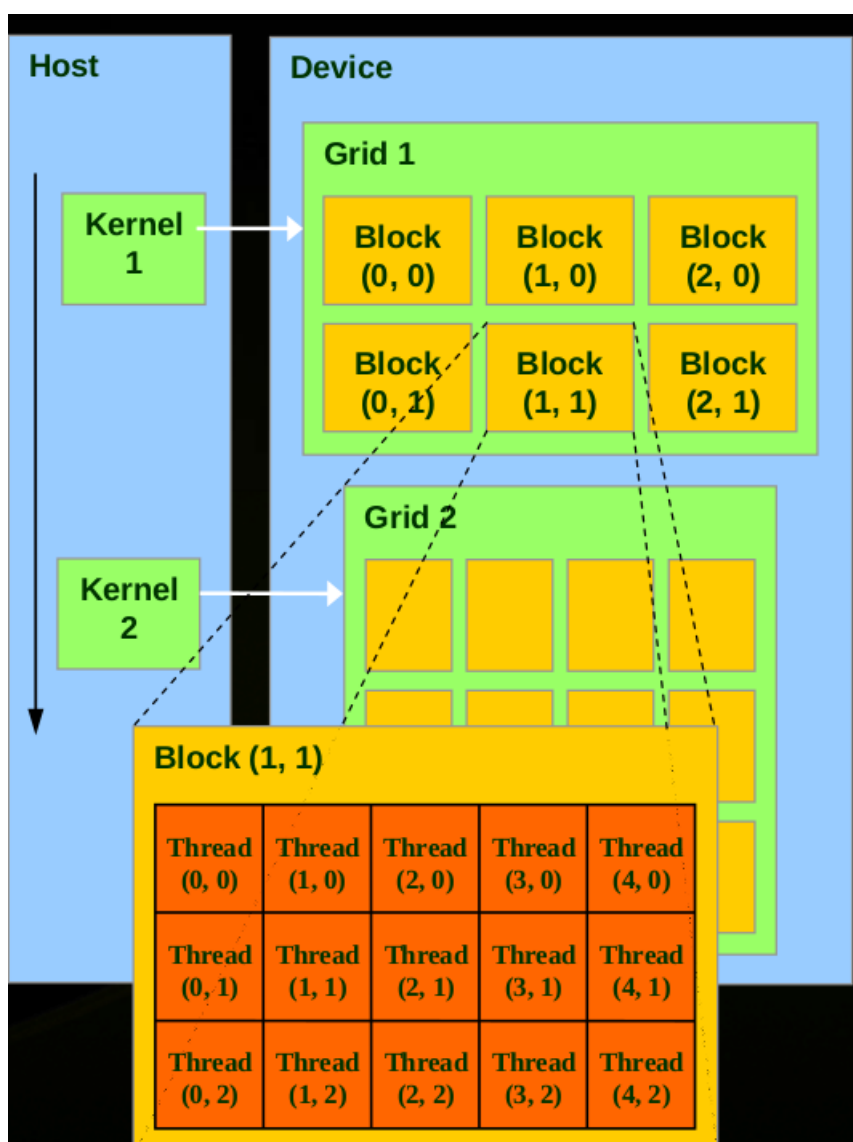 Host
Device
Grid 1
Kernel
1
Block
(0, 0)
Block
(1, 0)
Block
(2, 0)
Block
(0, 1)
Block
(1, 1)
Block
(2, 1)
Grid 2
Kernel
2
Block (1, 1)
Thread
(0, 0)
Thread
(1, 0)
Thread
(2, 0)
Thread
(3, 0)
Thread
(4, 0)
Thread
(0, 1)
Thread
(1, 1)
Thread
(2, 1)
Thread
(3, 1)
Thread
(4, 1)
Thread
(0, 2)
Thread
(1, 2)
Thread
(2, 2)
Thread
(3, 2)
Thread
(4, 2)